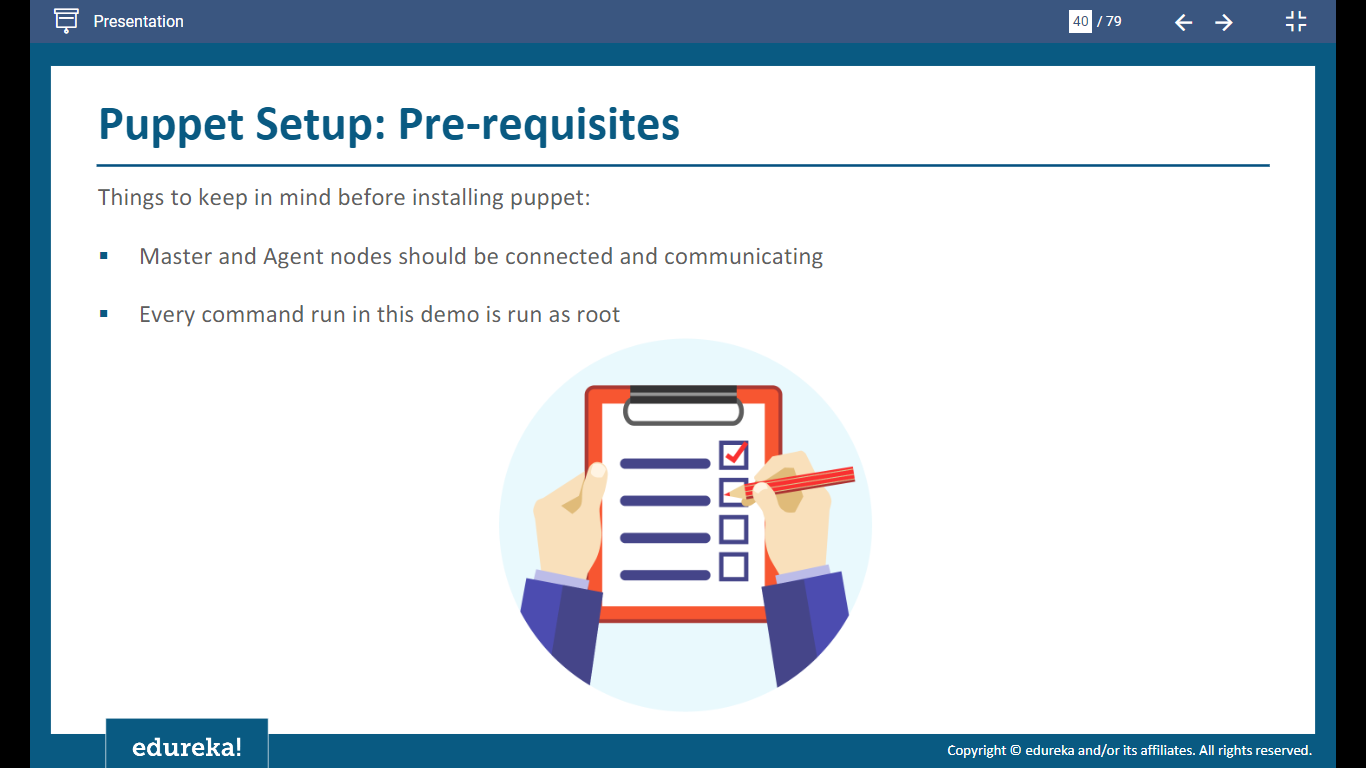 Presentation
40 / 79
Puppet Setup: Pre-requisites
Things to keep in mind before installing puppet:
▪ Master and Agent nodes should be connected and communicating
▪ Every command run in this demo is run as root
edureka!
Copyright © edureka and/or its affiliates. All rights reserved.